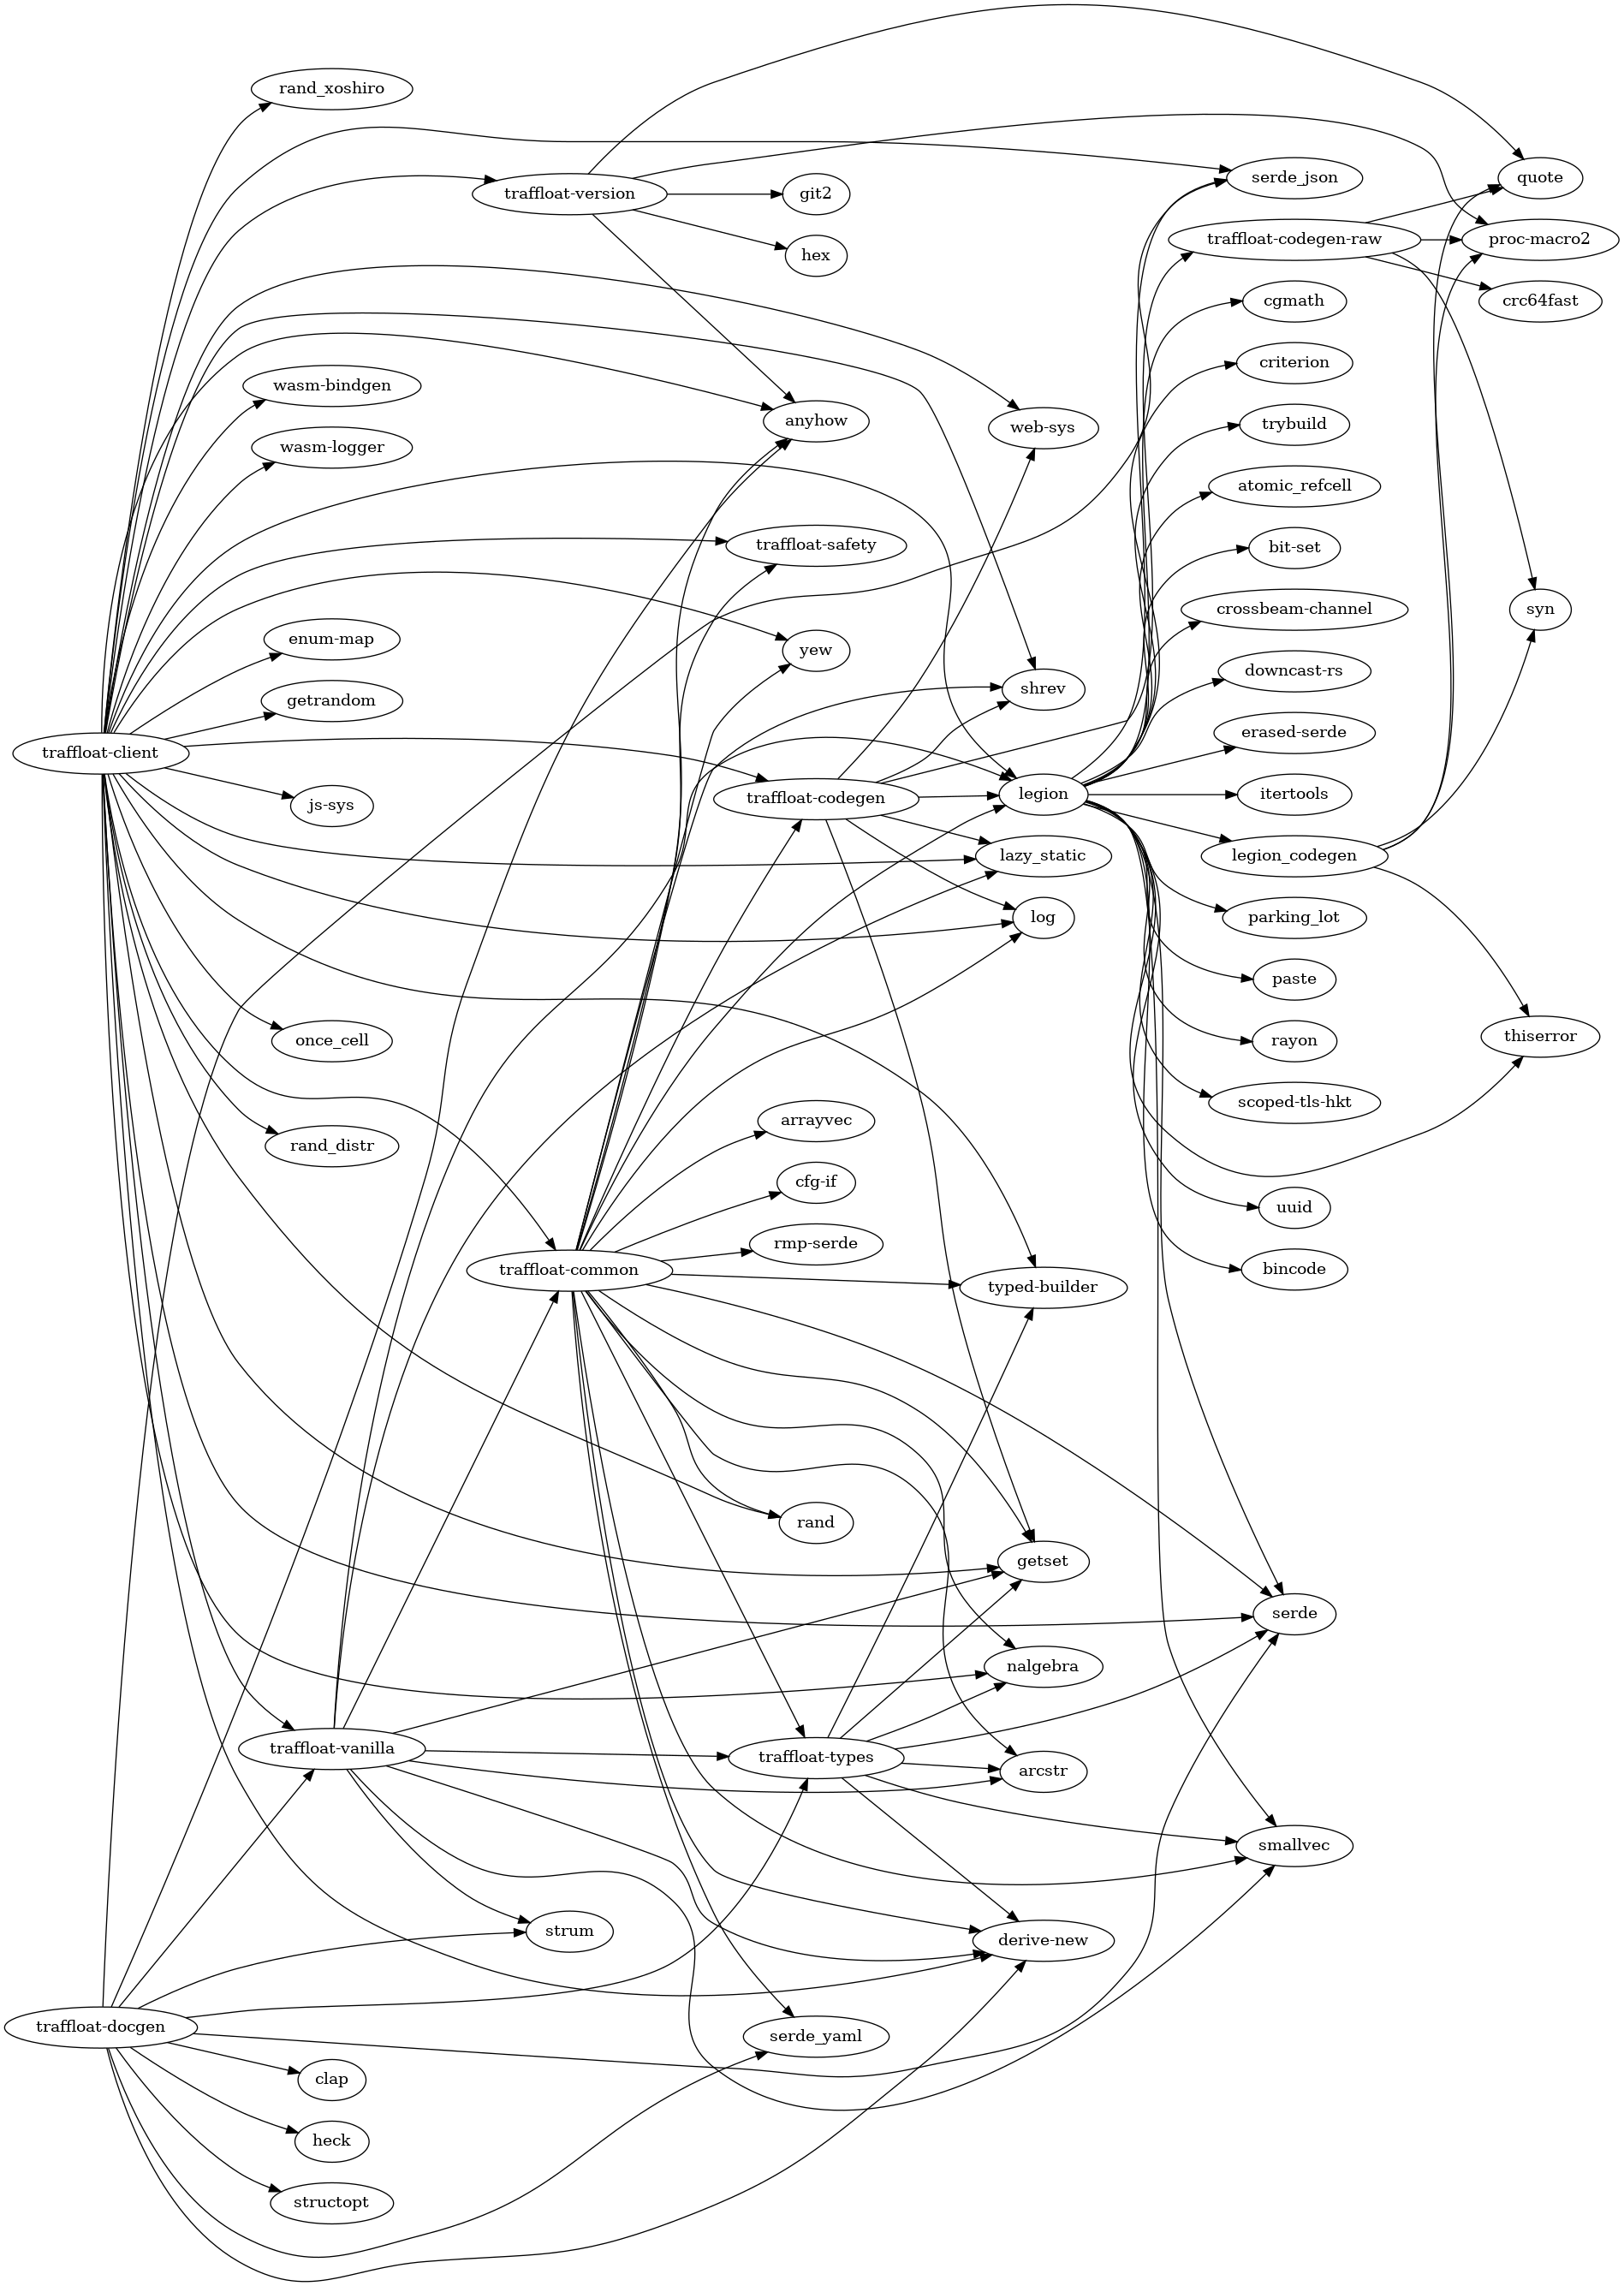 rand_xoshiro
quote
serde_json
traffloat-version
git2
traffloat-codegen-raw
proc-macro2
hex
cgmath
crc64fast
criterion
wasm-bindgen
anyhow
trybuild
web-sys
wasm-logger
atomic_refcell
traffloat-safety
bit-set
crossbeam-channel
syn
enum-map
yew
downcast-rs
shrev
getrandom
erased-serde
traffloat-client
legion
itertools
traffloat-codegen
js-sys
lazy_static
legion_codegen
log
parking_lot
paste
thiserror
once_cell
rayon
scoped-tls-hkt
arrayvec
rand_distr
cfg-if
uuid
rmp-serde
traffloat-common
bincode
typed-builder
rand
getset
serde
nalgebra
traffloat-vanilla
traffloat-types
arcstr
smallvec
strum
derive-new
traffloat-docgen
serde_yaml
clap
heck
structopt